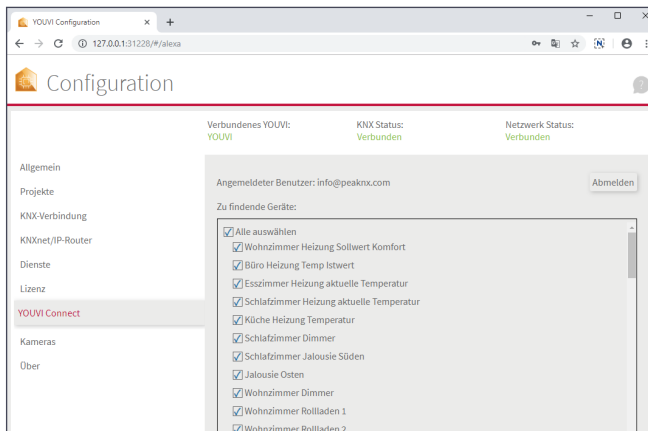 YOUVI Configuration
127.0.0.1:31228/#/alexa
Configuration
Verbundenes YOUVI:
KNX Status:
Netzwerk Status:
YOUVI
Verbunden
Verbunden
Allgemein
Projekte
KNX-Verbindung
KNXnet/IP-Router
Dienste
Lizenz
YOUVI Connect
Kameras
Über
Angemeldeter Benutzer: info@peaknx.com
Abmelden
Zu findende Geräte:
Alle auswählen
Wohnzimmer Heizung Sollwert Komfort
Büro Heizung Temp Istwert
Esszimmer Heizung aktuelle Temperatur
Schlafzimmer Heizung aktuelle Temperatur
Küche Heizung Temperatur
Schlafzimmer Dimmer
Schlafzimmer Jalousie Süden
Jalousie Osten
Wohnzimmer Dimmer
Wohnzimmer Rollladen 1
Wohnzimmer Rollladen 2